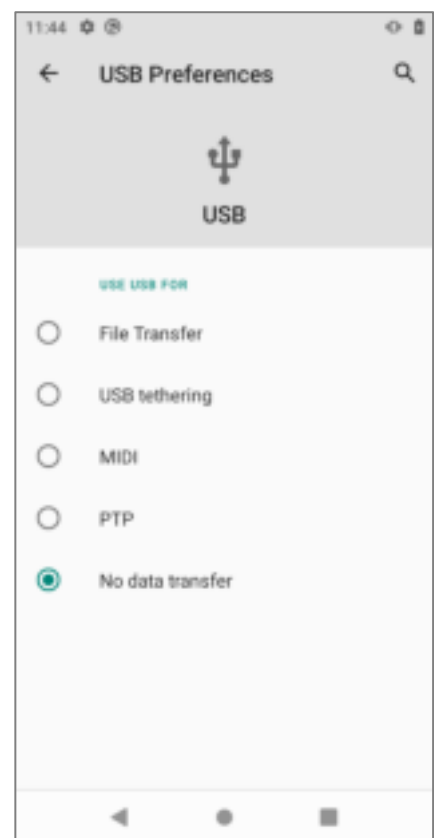 11:44
USB Preferences
USB
USE USB FOR
File Transfer
USB tethering
MIDI
PTP
No data transfer